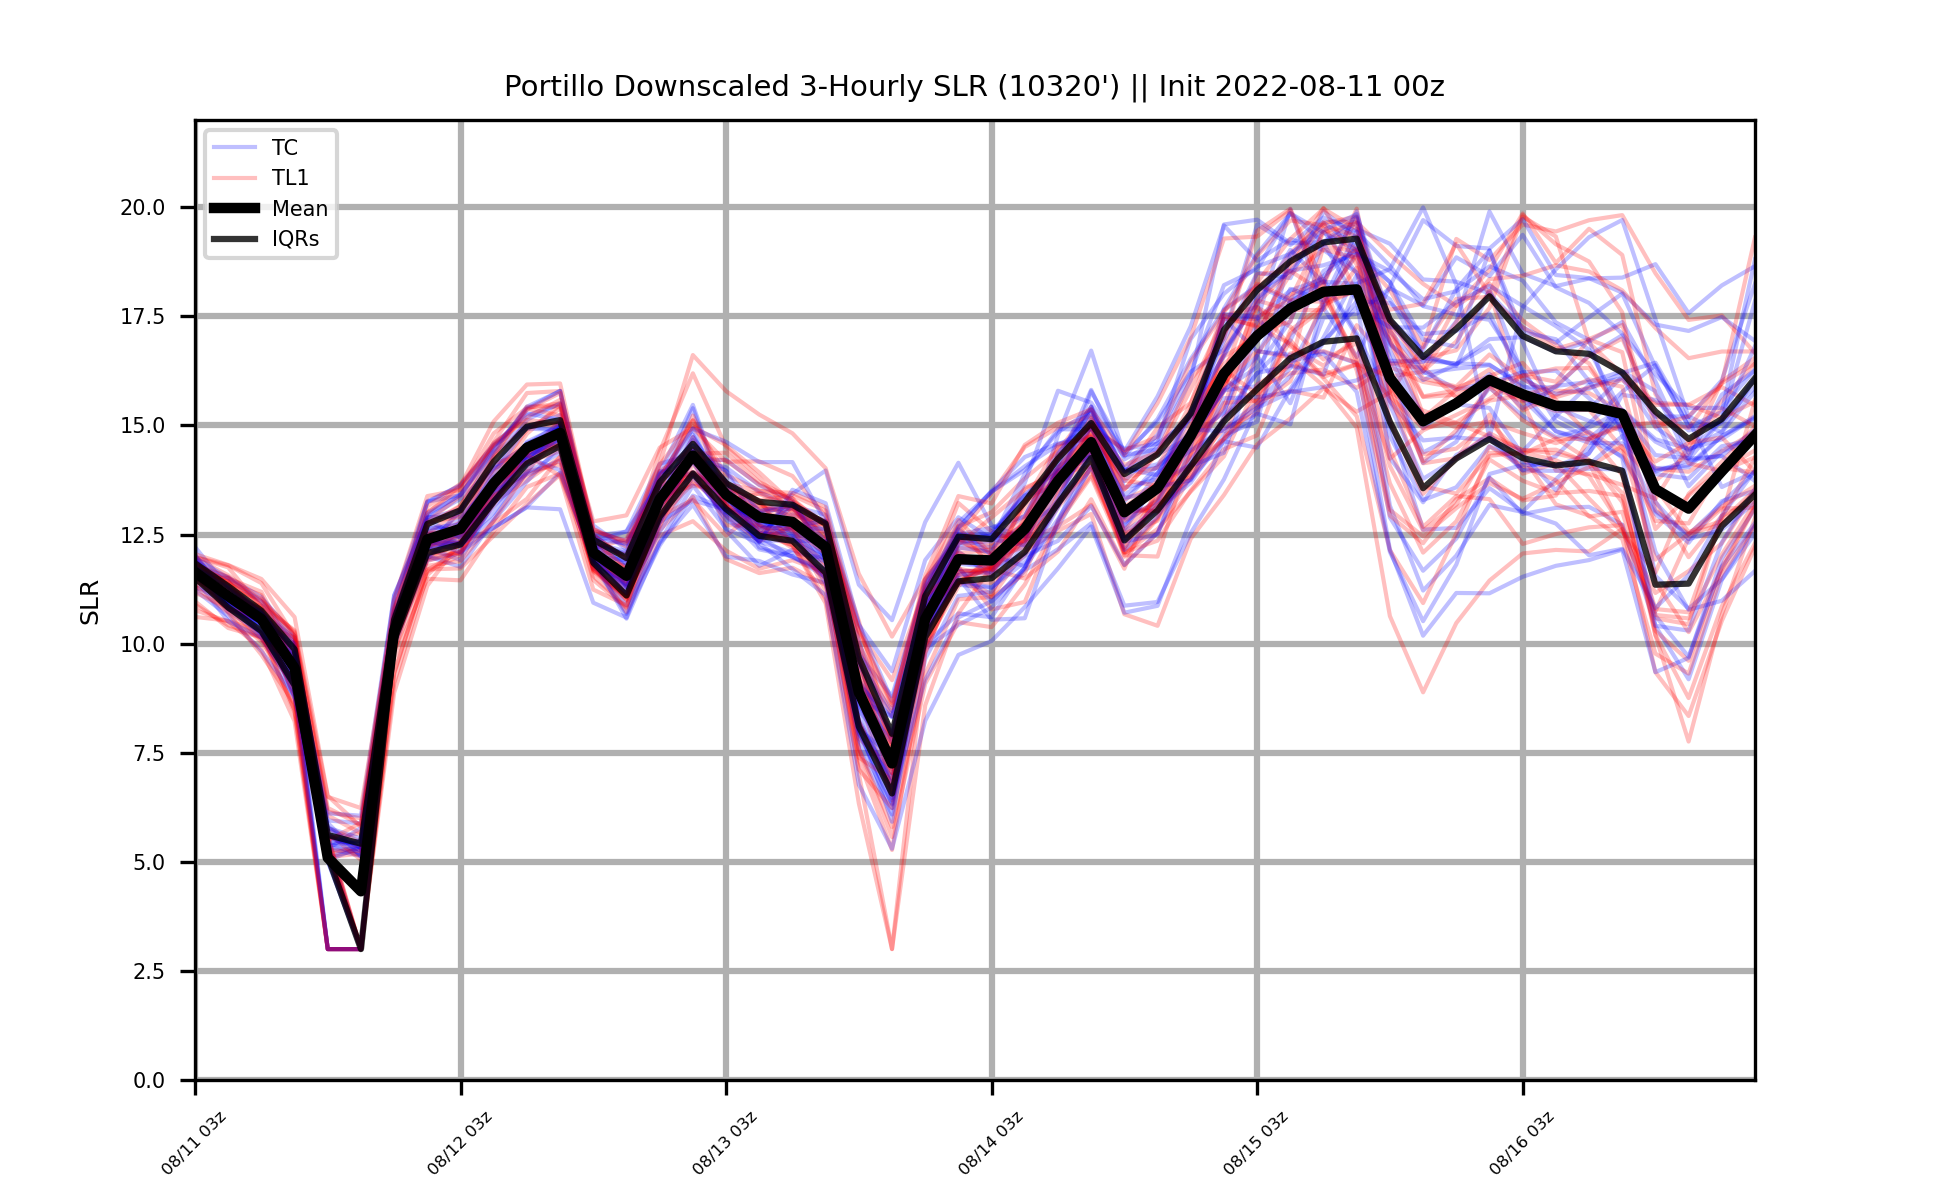 Portillo Downscaled 3-Hourly SLR (10320') || Init 2022-08-11 00z
TC
TL1
Mean
IQRs
SLR
20.0
17.5
15.0
12.5
10.0
7.5
5.0
2.5
0.0
08/11 03z
08/12 03z
08/13 03z
08/14 03z
08/15 03z
08/16 03z